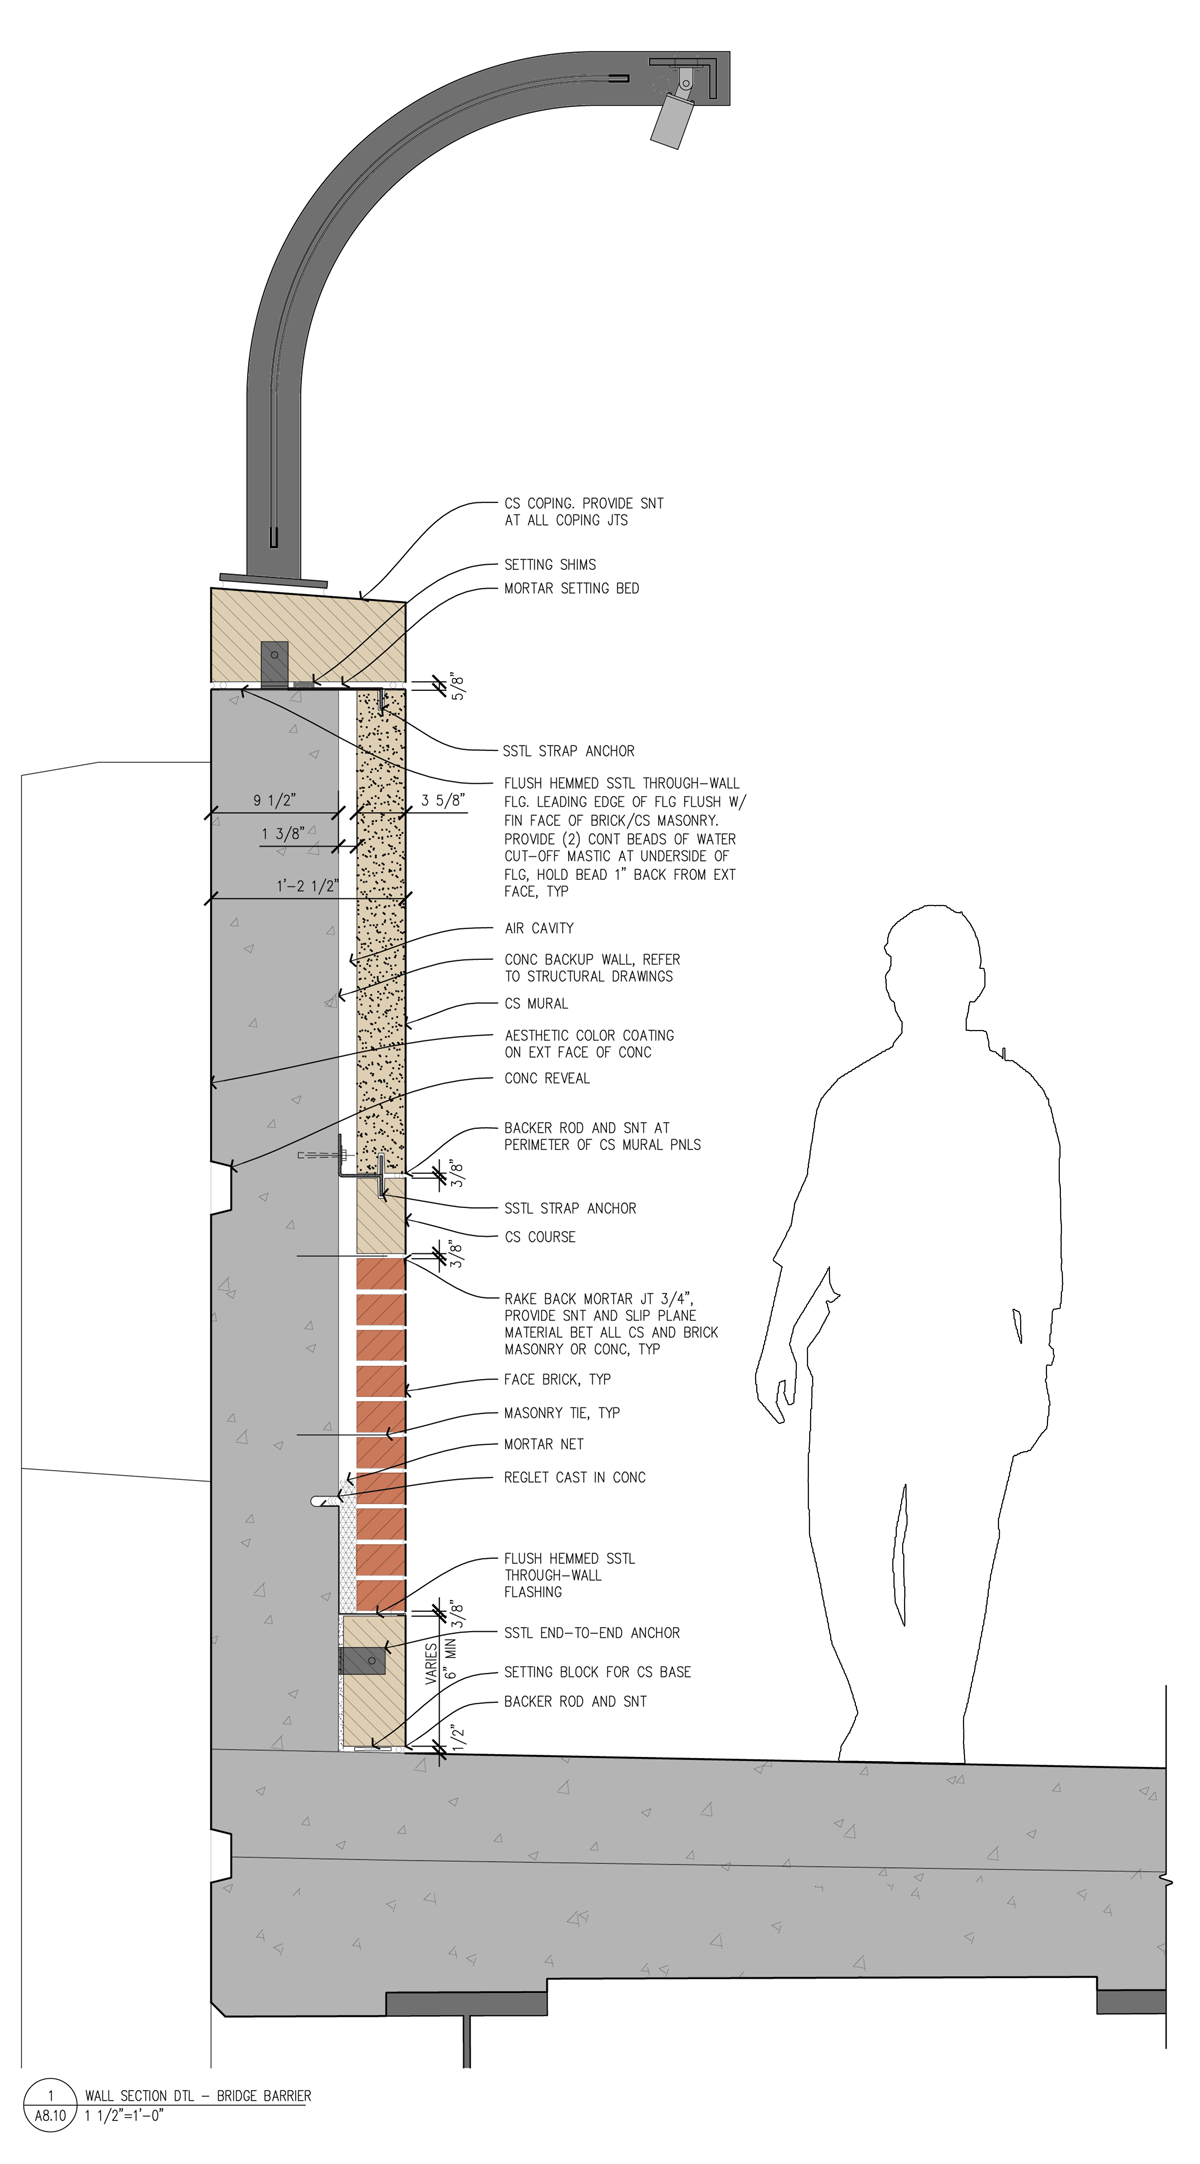 CS COPING. PROVIDE SNT
AT ALL COPING JTS
SETTING SHIMS
MORTAR SETTING BED
5/8"
SSTL STRAP ANCHOR
FLUSH HEMMED SSTL THROUGH-WALL
FLG. LEADING EDGE OF FLG FLUSH W/
FIN FACE OF BRICK/CS MASONRY.
PROVIDE (2) CONT BEADS OF WATER
CUT-OFF MASTIC AT UNDERSIDE OF
FLG, HOLD BEAD 1" BACK FROM EXT
FACE, TYP
9 1/2"
3 5/8"
1 3/8"
1'-2 1/2"
AIR CAVITY
CONC BACKUP WALL, REFER
TO STRUCTURAL DRAWINGS
CS MURAL
AESTHETIC COLOR COATING
ON EXT FACE OF CONC
CONC REVEAL
BACKER ROD AND SNT AT
PERIMETER OF CS MURAL PNLS
3/8"
SSTL STRAP ANCHOR
CS COURSE
3/8"
RAKE BACK MORTAR JT 3/4",
PROVIDE SNT AND SLIP PLANE
MATERIAL BET ALL CS AND BRICK
MASONRY OR CONC, TYP
FACE BRICK, TYP
MASONRY TIE, TYP
MORTAR NET
REGLET CAST IN CONC
FLUSH HEMMED SSTL
THROUGH-WALL
FLASHING
3/8"
SSTL END-TO-END ANCHOR
VARIES
6" MIN
SETTING BLOCK FOR CS BASE
BACKER ROD AND SNT
1/2"
1
WALL SECTION DTL - BRIDGE BARRIER
A8.10
1 1/2"=1'-0"